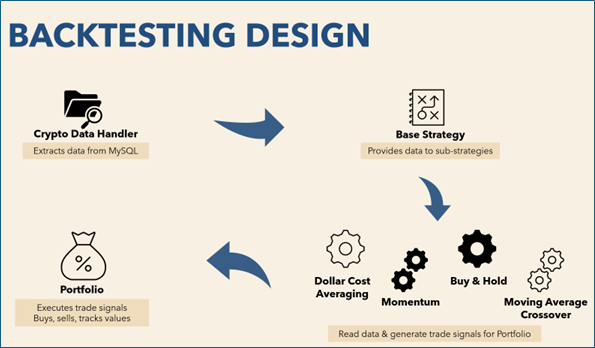 BACKTESTING DESIGN
Crypto Data Handler
Extracts data from MySQL
Base Strategy
Provides data to sub-strategies
Portfolio
Executes trade signals
Buys, sells, tracks values
Dollar Cost
Averaging
Momentum
Buy & Hold
Moving Average
Crossover
Read data & generate trade signals for Portfolio